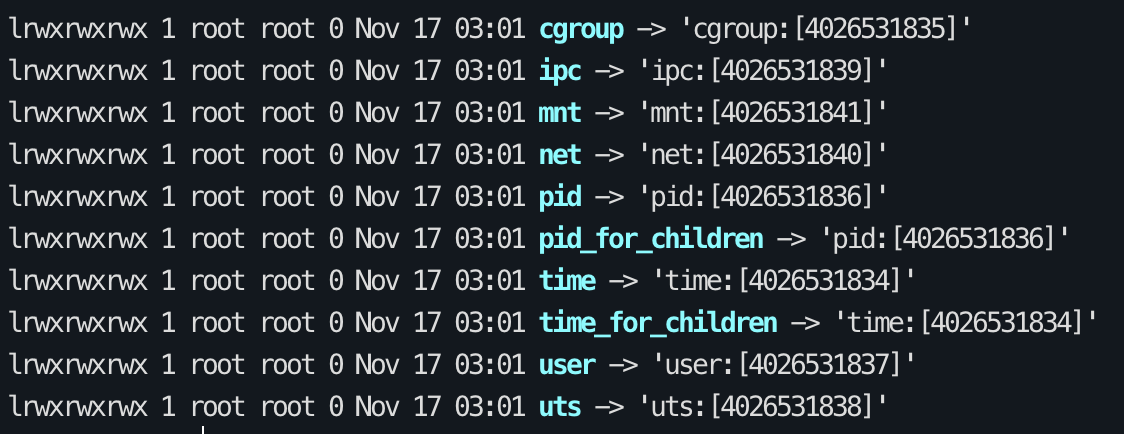 lrwxrwxrwx 1 root root 0 Nov 17 03:01 cgroup -> 'cgroup:[4026531835]'
lrwxrwxrwx 1 root root 0 Nov 17 03:01 ipc -> 'ipc:[4026531839]'
lrwxrwxrwx 1 root root 0 Nov 17 03:01 mnt -> 'mnt:[4026531841]'
lrwxrwxrwx 1 root root 0 Nov 17 03:01 net -> 'net:[4026531840]'
lrwxrwxrwx 1 root root 0 Nov 17 03:01 pid -> 'pid:[4026531836]'
lrwxrwxrwx 1 root root 0 Nov 17 03:01 pid_for_children -> 'pid:[4026531836]'
lrwxrwxrwx 1 root root 0 Nov 17 03:01 time -> 'time:[4026531834]'
lrwxrwxrwx 1 root root 0 Nov 17 03:01 time_for_children -> 'time:[4026531834]'
lrwxrwxrwx 1 root root 0 Nov 17 03:01 user -> 'user:[4026531837]'
lrwxrwxrwx 1 root root 0 Nov 17 03:01 uts -> 'uts:[4026531838]'